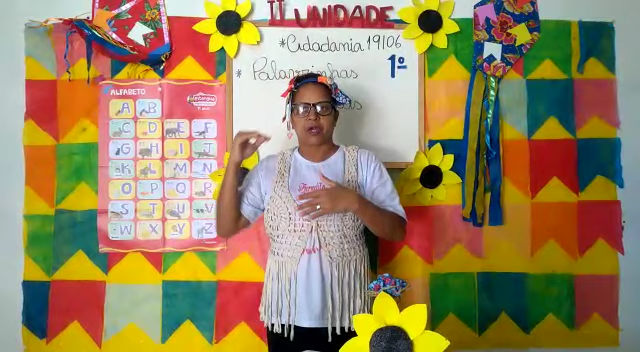 II UNIDADE
*Cidadania 19/06
* Palavrinhas
1º
ALFABETO
A B
C D E F
G H I J
K L M N
O P Q R
S T U V
W X Y Z